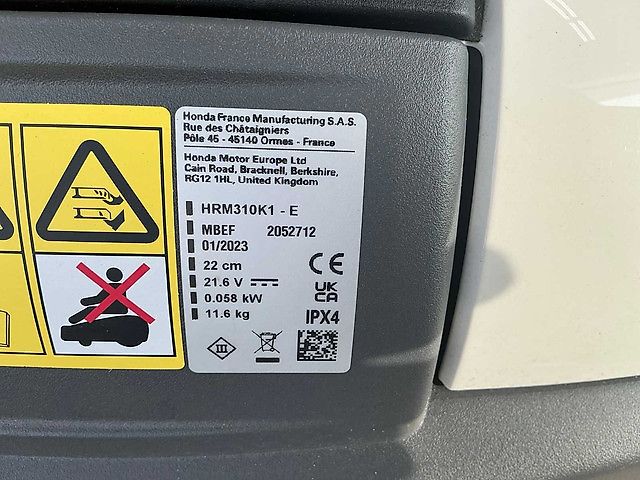 Honda France Manufacturing S.A.S.
Rue des Châtaigniers
Pôle 45 - 45140 Ormes - France
Honda Motor Europe Ltd
Cain Road, Bracknell, Berkshire,
RG12 1HL, United Kingdom
HRM310K1 - E
MBEF 2052712
01/2023
22 cm
21.6 V
0.058 kW
11.6 kg
CE
UK
CA
IPX4
III